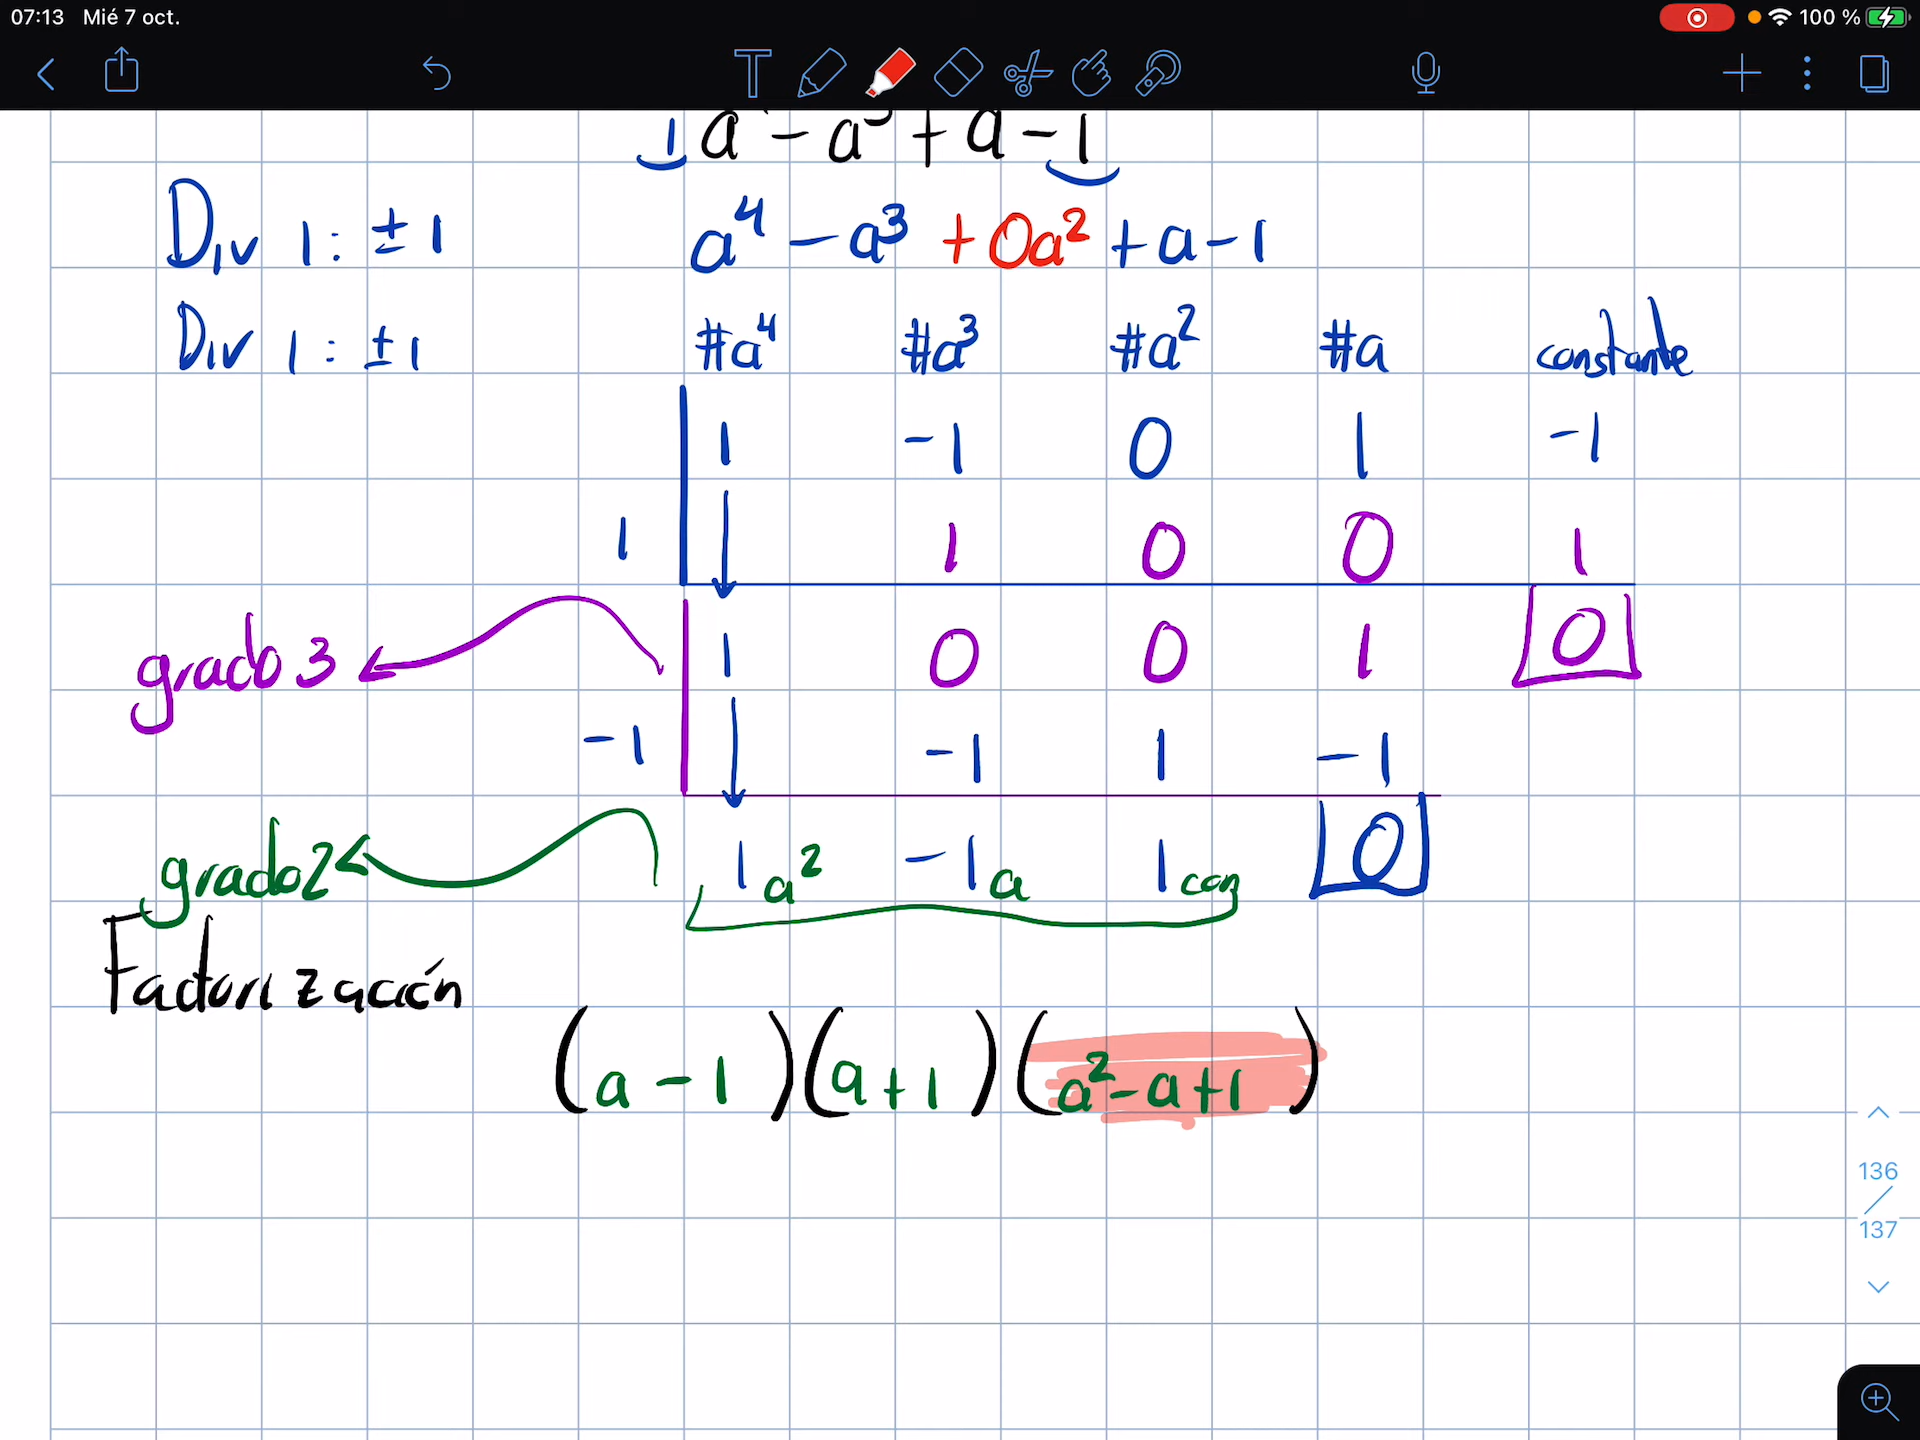 07:13 Mié 7 oct. 100 %
1a⁴ - a³ + a - 1
Div 1: ±1 a⁴ - a³ + 0a² + a - 1
Div 1: ±1 #a⁴ #a³ #a² #a constante
1 -1 0 1 -1
1 1 0 0 1
grado 3 1 0 0 1 0
-1 -1 1 -1
grado 2 1a² -1a 1con 0
Factorización
(a - 1)(a + 1)(a² - a + 1)
136
137